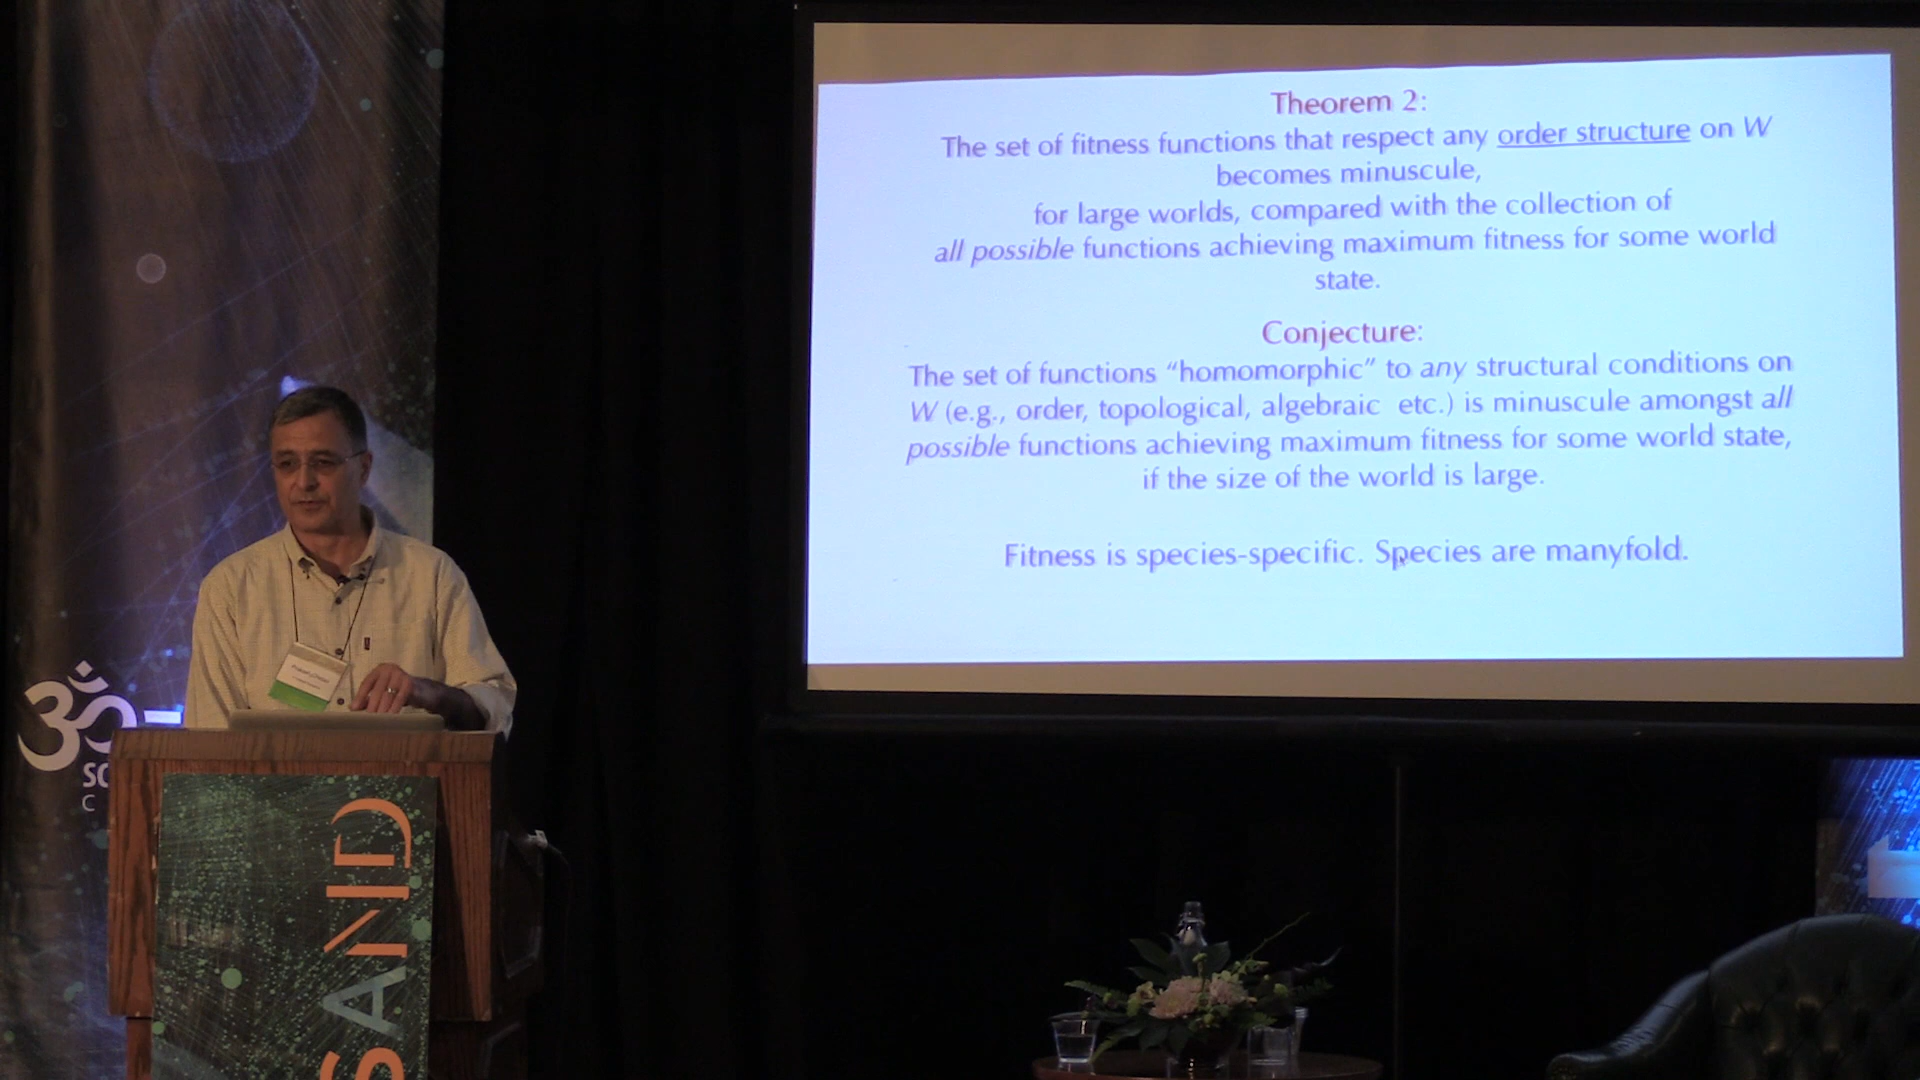 Theorem 2:
The set of fitness functions that respect any order structure on W
becomes minuscule,
for large worlds, compared with the collection of
all possible functions achieving maximum fitness for some world
state.
Conjecture:
The set of functions “homomorphic” to any structural conditions on
W (e.g., order, topological, algebraic etc.) is minuscule amongst all
possible functions achieving maximum fitness for some world state,
if the size of the world is large.
Fitness is species-specific. Species are manyfold.
ॐ
SC
C
SAND